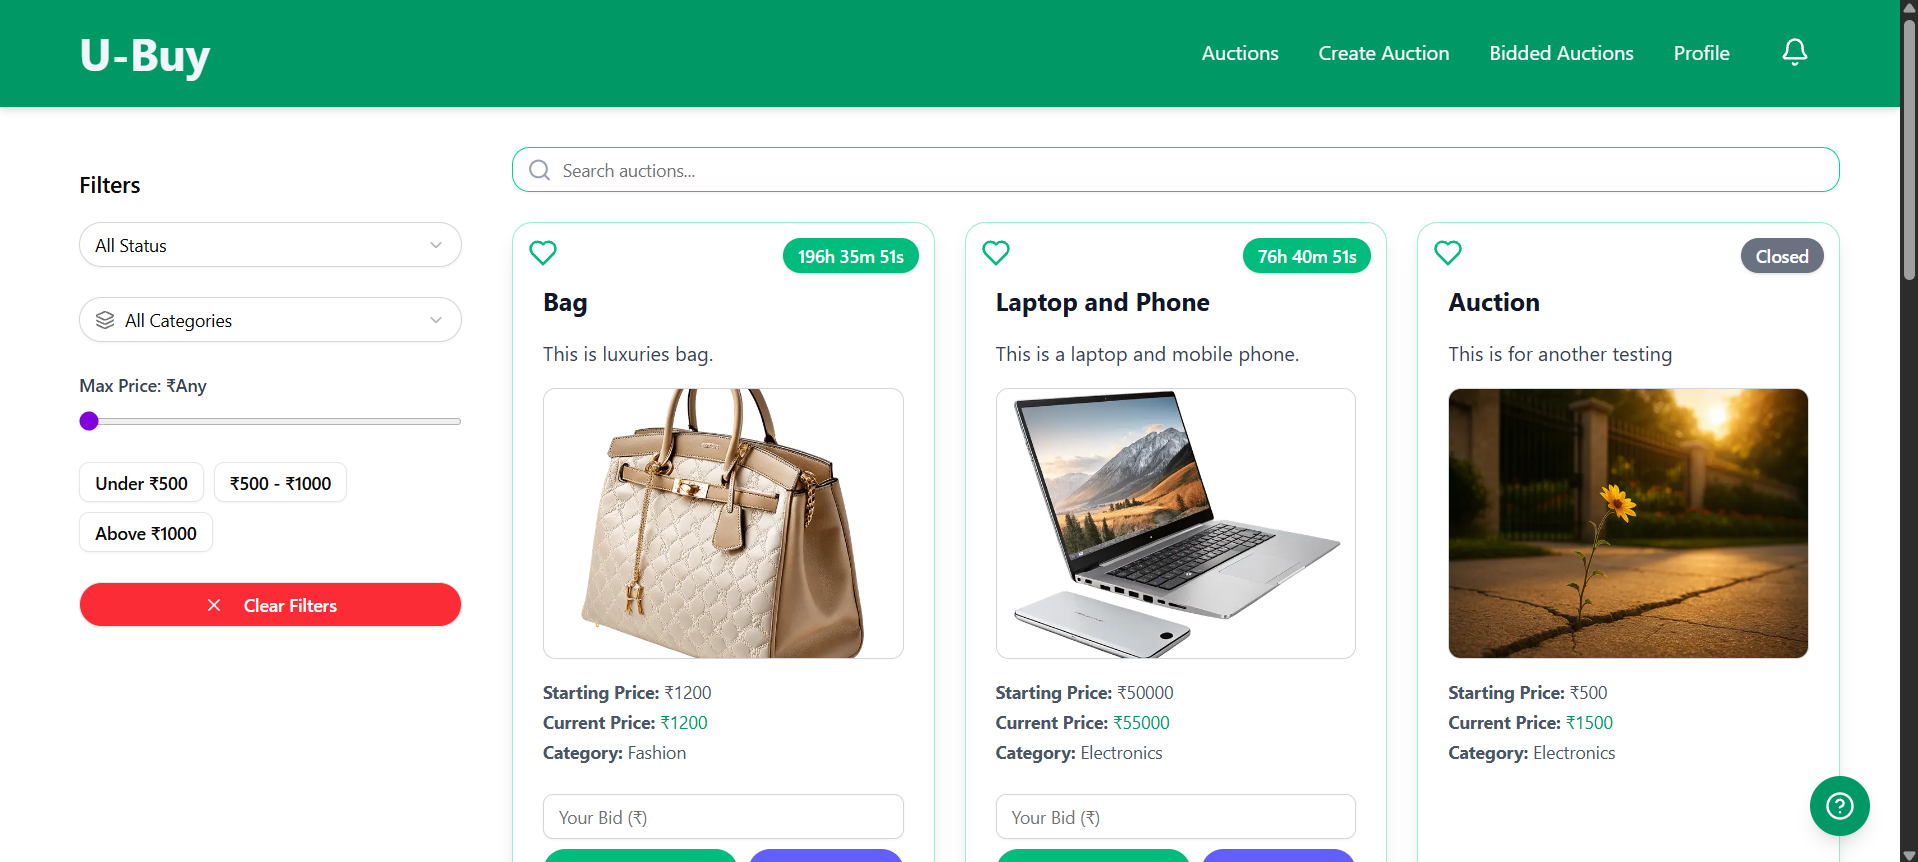 U-Buy
Auctions
Create Auction
Bidded Auctions
Profile
Filters
All Status
All Categories
Max Price: ₹Any
Under ₹500
₹500 - ₹1000
Above ₹1000
Clear Filters
Search auctions...
196h 35m 51s
Bag
This is luxuries bag.
Starting Price: ₹1200
Current Price: ₹1200
Category: Fashion
Your Bid (₹)
76h 40m 51s
Laptop and Phone
This is a laptop and mobile phone.
Starting Price: ₹50000
Current Price: ₹55000
Category: Electronics
Your Bid (₹)
Closed
Auction
This is for another testing
Starting Price: ₹500
Current Price: ₹1500
Category: Electronics